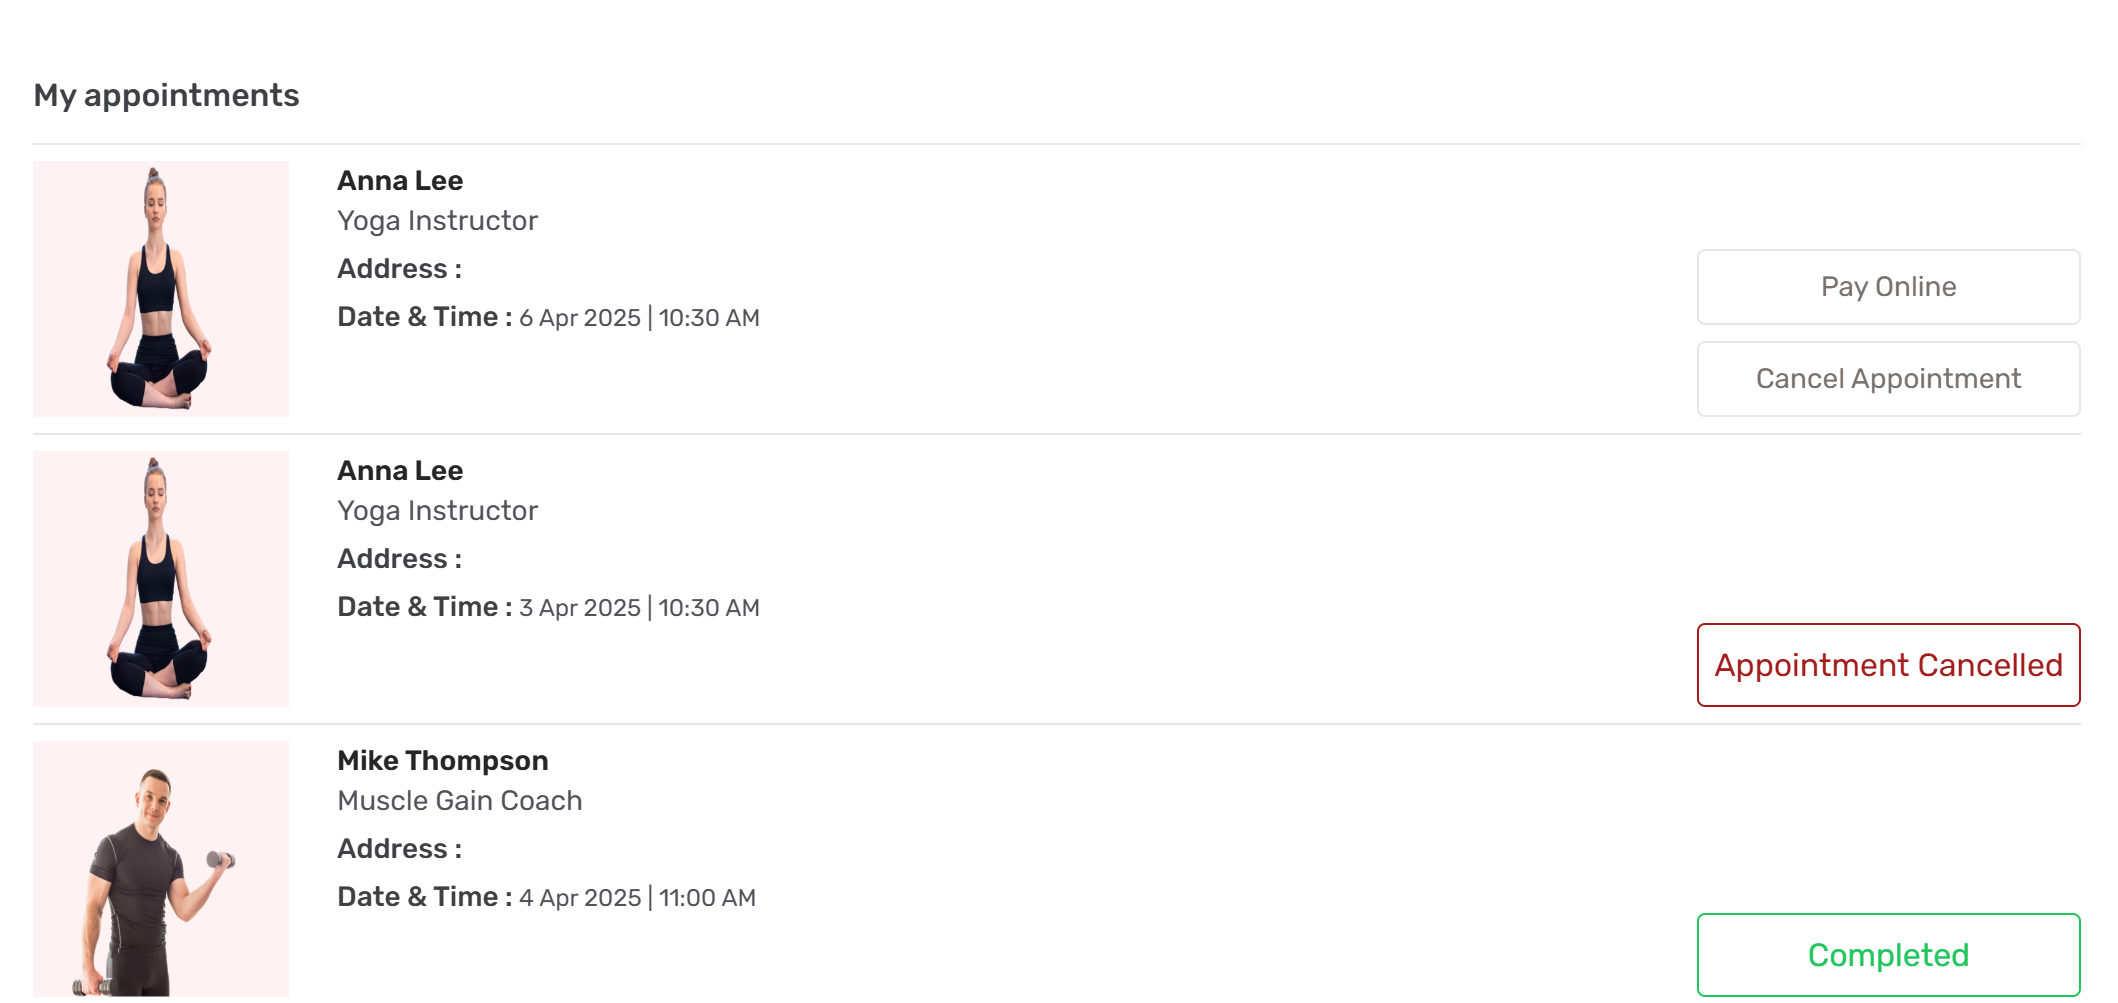 My appointments
Anna Lee
Yoga Instructor
Address :
Date & Time : 6 Apr 2025 | 10:30 AM
Pay Online
Cancel Appointment
Anna Lee
Yoga Instructor
Address :
Date & Time : 3 Apr 2025 | 10:30 AM
Appointment Cancelled
Mike Thompson
Muscle Gain Coach
Address :
Date & Time : 4 Apr 2025 | 11:00 AM
Completed